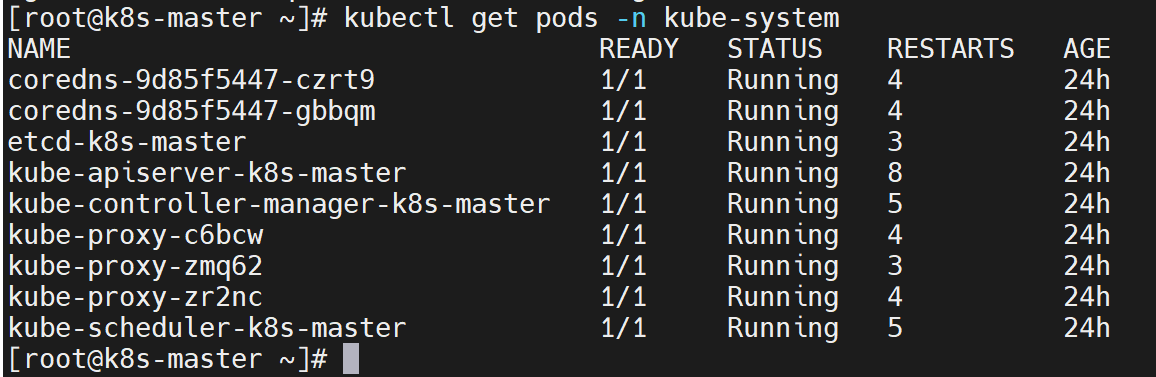 [root@k8s-master ~]# kubectl get pods -n kube-system
NAME READY STATUS RESTARTS AGE
coredns-9d85f5447-czrt9 1/1 Running 4 24h
coredns-9d85f5447-gbbqm 1/1 Running 4 24h
etcd-k8s-master 1/1 Running 3 24h
kube-apiserver-k8s-master 1/1 Running 8 24h
kube-controller-manager-k8s-master 1/1 Running 5 24h
kube-proxy-c6bcw 1/1 Running 4 24h
kube-proxy-zmq62 1/1 Running 3 24h
kube-proxy-zr2nc 1/1 Running 4 24h
kube-scheduler-k8s-master 1/1 Running 5 24h
[root@k8s-master ~]#